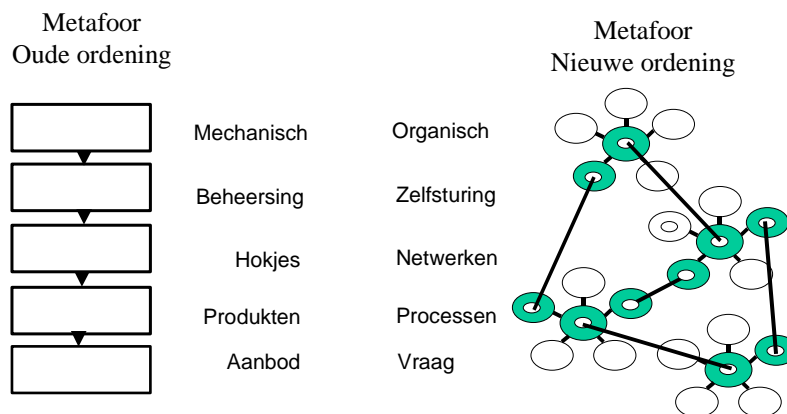 Metafoor
Oude ordening
Metafoor
Nieuwe ordening
Mechanisch
Organisch
Beheersing
Zelfsturing
Hokjes
Netwerken
Produkten
Processen
Aanbod
Vraag